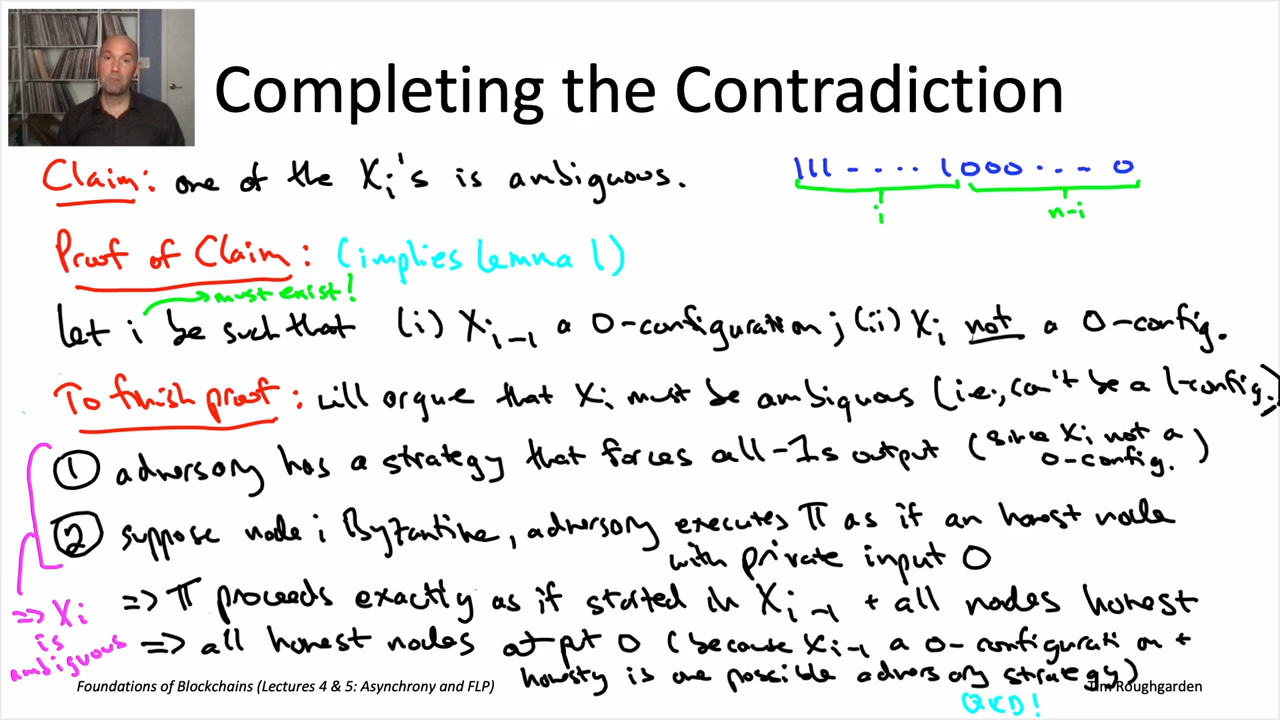 Completing the Contradiction
Claim: one of the Xi's is ambiguous.
111 - - · · · 1 000 · · - - 0
i
n-i
Proof of Claim: (implies Lemma 1)
must exist!
Let i be such that (i) Xi-1 a 0-configuration; (ii) Xi not a 0-config.
To finish proof: will argue that Xi must be ambiguous (i.e., can't be a 1-config.)
① adversary has a strategy that forces all-1s output (since Xi not a 0-config.)
② suppose node i Byzantine, adversary executes π as if an honest node
with private input 0
=> π proceeds exactly as if started in Xi-1 + all nodes honest
=> all honest nodes output 0 (because Xi-1 a 0-configuration +
honesty is one possible adversary strategy)
=> Xi
is
ambiguous
QED!
Foundations of Blockchains (Lectures 4 & 5: Asynchrony and FLP)
Tim Roughgarden